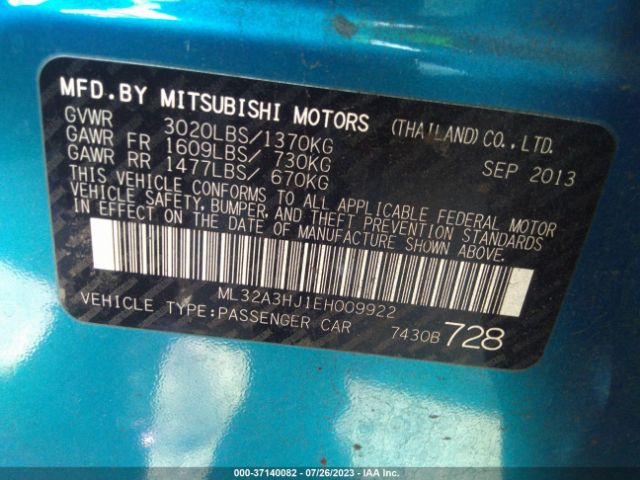 MFD.BY MITSUBISHI MOTORS (THAILAND)CO.,LTD.
GVWR 3020LBS/1370KG SEP 2013
GAWR FR 1609LBS/ 730KG
GAWR RR 1477LBS/ 670KG
THIS VEHICLE CONFORMS TO ALL APPLICABLE FEDERAL MOTOR
VEHICLE SAFETY, BUMPER, AND THEFT PREVENTION STANDARDS
IN EFFECT ON THE DATE OF MANUFACTURE SHOWN ABOVE.
ML32A3HJ1EH009922
VEHICLE TYPE:PASSENGER CAR 7430B 728
000-37140082 - 07/26/2023 - IAA Inc.